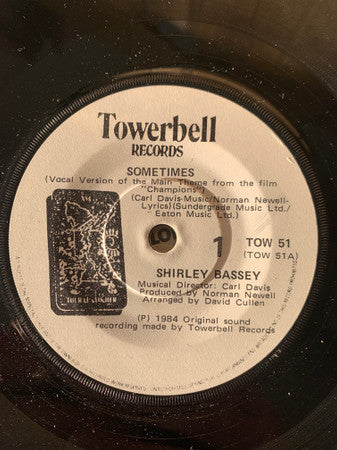 Towerbell
RECORDS
SOMETIMES
(Vocal Version of the Main Theme from the film
"Champions")
(Carl Davis-Music/Norman Newell-
Lyrics)(Sundergrade Music Ltd./
Eaton Music Ltd.)
1
TOW 51
(TOW 51A)
SHIRLEY BASSEY
Musical Director: Carl Davis
Produced by Norman Newell
Arranged by David Cullen
(P) 1984 Original sound
recording made by Towerbell Records